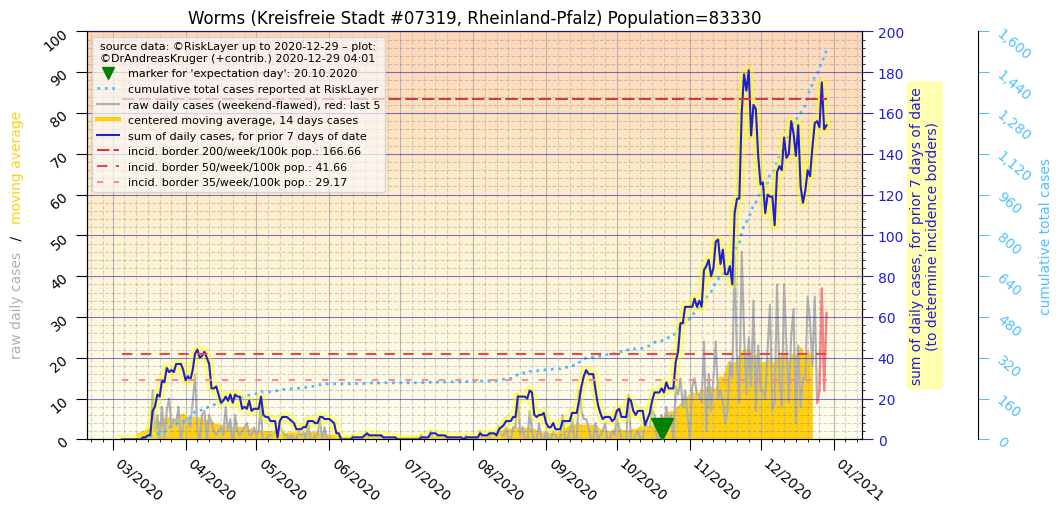 Worms (Kreisfreie Stadt #07319, Rheinland-Pfalz) Population=83330
source data: ©RiskLayer up to 2020-12-29 – plot:
©DrAndreasKruger (+contrib.) 2020-12-29 04:01
marker for 'expectation day': 20.10.2020
cumulative total cases reported at RiskLayer
raw daily cases (weekend-flawed), red: last 5
centered moving average, 14 days cases
sum of daily cases, for prior 7 days of date
incid. border 200/week/100k pop.: 166.66
incid. border 50/week/100k pop.: 41.66
incid. border 35/week/100k pop.: 29.17
raw daily cases / moving average
100
90
80
70
60
50
40
30
20
10
0
03/2020
04/2020
05/2020
06/2020
07/2020
08/2020
09/2020
10/2020
11/2020
12/2020
01/2021
200
180
160
140
120
100
80
60
40
20
0
sum of daily cases, for prior 7 days of date
(to determine incidence borders)
1,600
1,440
1,280
1,120
960
800
640
480
320
160
0
cumulative total cases